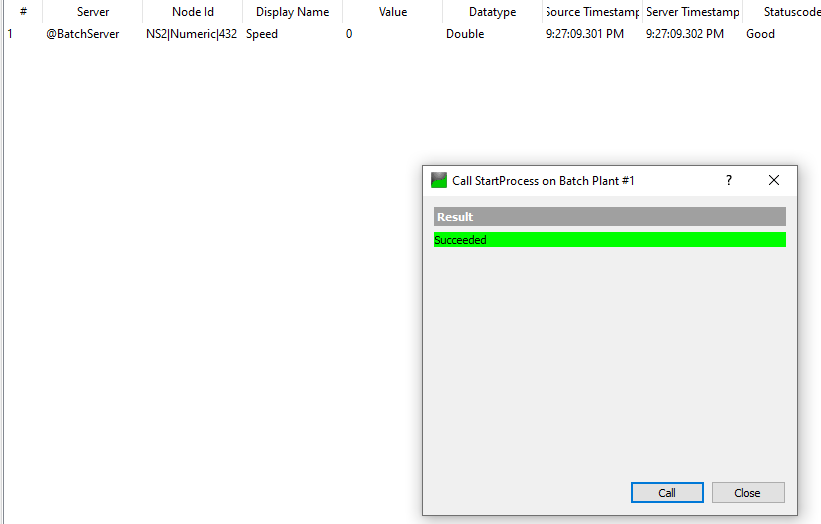 # Server Node Id Display Name Value Datatype Source Timestamp Server Timestamp Statuscode
1 @BatchServer NS2|Numeric|432 Speed 0 Double 9:27:09.301 PM 9:27:09.302 PM Good
Call StartProcess on Batch Plant #1 ?
Result
Succeeded
Call Close